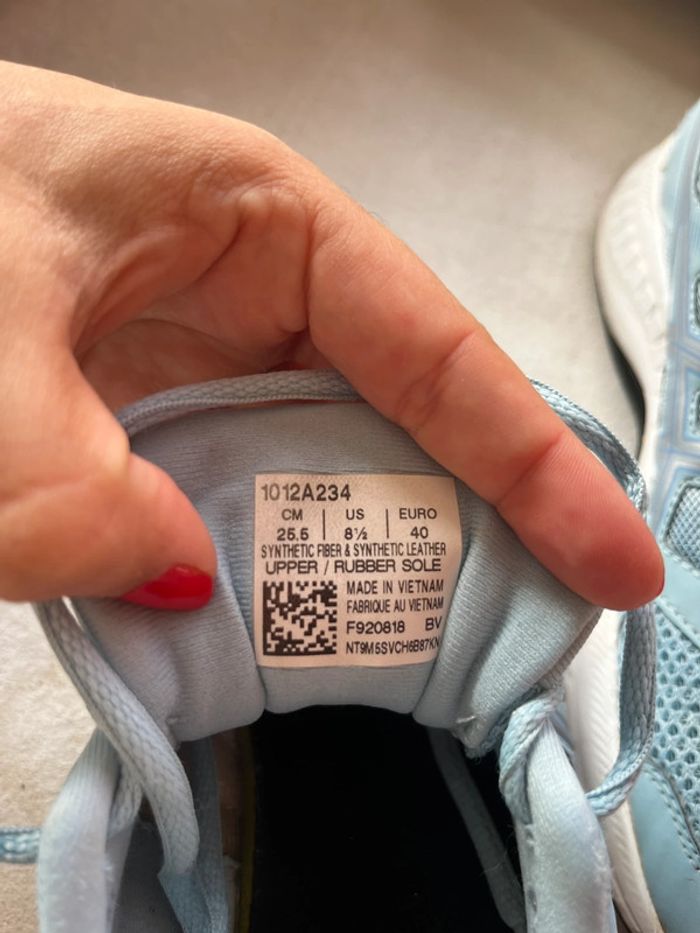 1012A234
CM US EURO
25.5 8½ 40
SYNTHETIC FIBER & SYNTHETIC LEATHER
UPPER / RUBBER SOLE
MADE IN VIETNAM
FABRIQUE AU VIETNAM
F920818 BV
NT9M5SVCH6B87KN